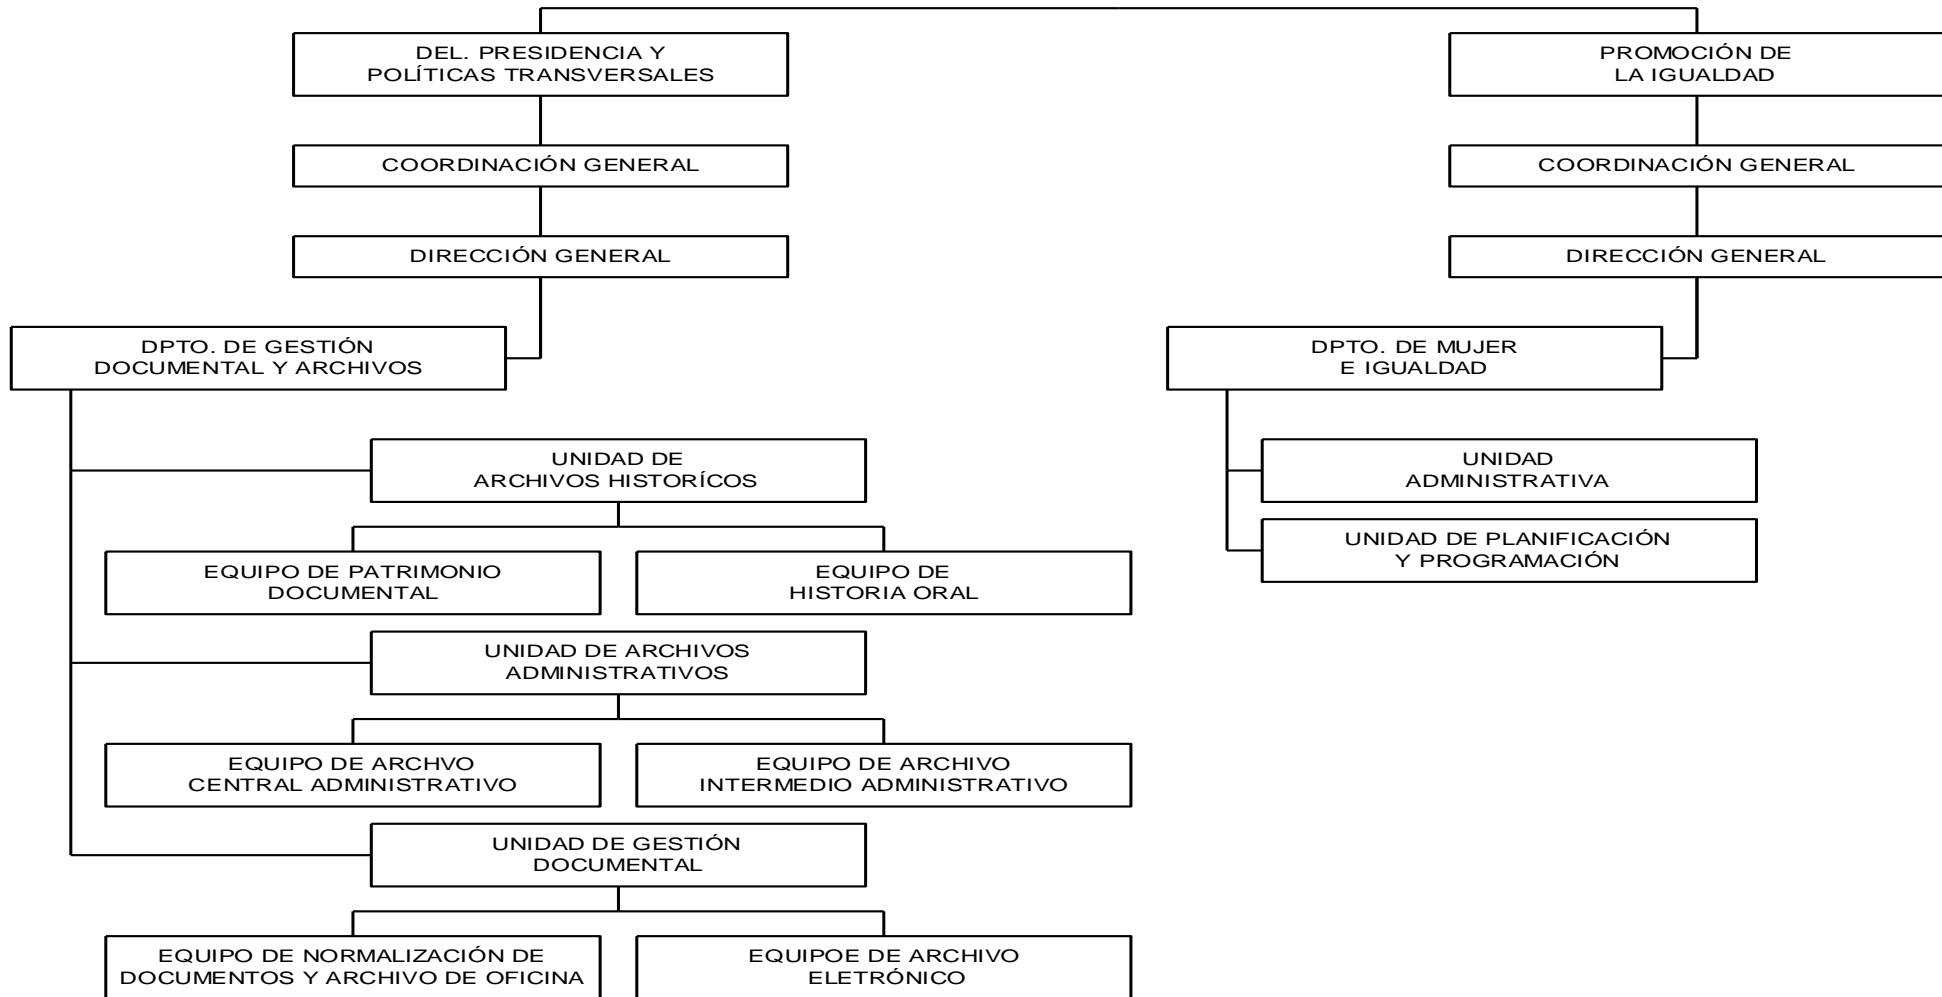 DEL. PRESIDENCIA Y
POLÍTICAS TRANSVERSALES
PROMOCIÓN DE
LA IGUALDAD
COORDINACIÓN GENERAL
COORDINACIÓN GENERAL
DIRECCIÓN GENERAL
DIRECCIÓN GENERAL
DPTO. DE GESTIÓN
DOCUMENTAL Y ARCHIVOS
DPTO. DE MUJER
E IGUALDAD
UNIDAD DE
ARCHIVOS HISTORÍCOS
UNIDAD
ADMINISTRATIVA
UNIDAD DE PLANIFICACIÓN
Y PROGRAMACIÓN
EQUIPO DE PATRIMONIO
DOCUMENTAL
EQUIPO DE
HISTORIA ORAL
UNIDAD DE ARCHIVOS
ADMINISTRATIVOS
EQUIPO DE ARCHVO
CENTRAL ADMINISTRATIVO
EQUIPO DE ARCHIVO
INTERMEDIO ADMINISTRATIVO
UNIDAD DE GESTIÓN
DOCUMENTAL
EQUIPO DE NORMALIZACIÓN DE
DOCUMENTOS Y ARCHIVO DE OFICINA
EQUIPOE DE ARCHIVO
ELETRÓNICO